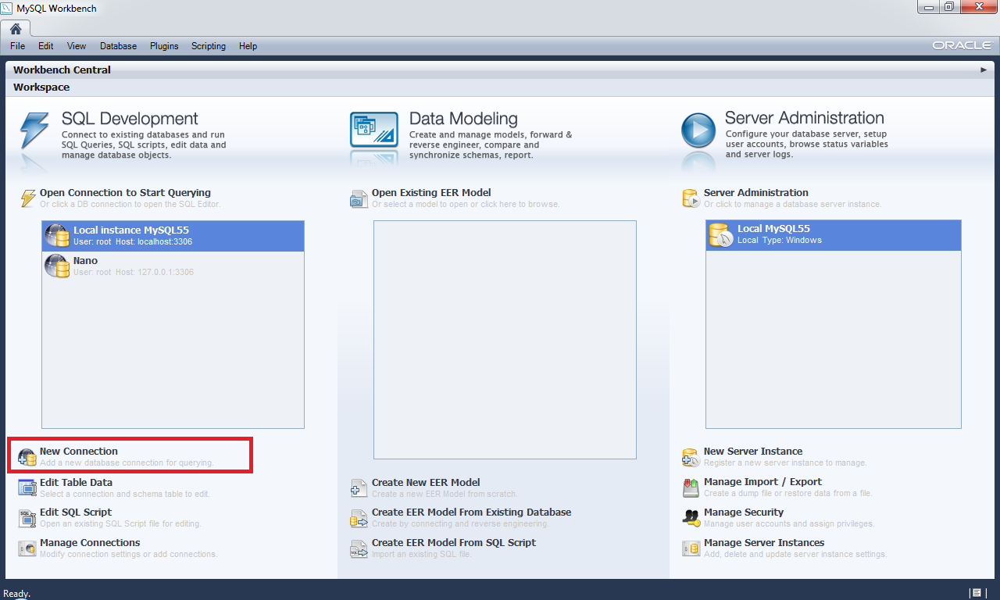 MySQL Workbench
File Edit View Database Plugins Scripting Help
ORACLE
Workbench Central
Workspace
SQL Development
Connect to existing databases and run
SQL Queries, SQL scripts, edit data and
manage database objects.
Open Connection to Start Querying
Or click a DB connection to open the SQL Editor.
Local instance MySQL55
User: root Host: localhost:3306
Nano
User: root Host: 127.0.0.1:3306
New Connection
Add a new database connection for querying.
Edit Table Data
Select a connection and schema table to edit.
Edit SQL Script
Open an existing SQL Script file for editing.
Manage Connections
Modify connection settings or add connections.
Data Modeling
Create and manage models, forward &
reverse engineer, compare and
synchronize schemas, report.
Open Existing EER Model
Or select a model to open or click here to browse.
Create New EER Model
Create a new EER Model from scratch.
Create EER Model From Existing Database
Create by connecting and reverse engineering.
Create EER Model From SQL Script
Import an existing SQL file.
Server Administration
Configure your database server, setup
user accounts, browse status variables
and server logs.
Server Administration
Or click to manage a database server instance.
Local MySQL55
Local Type: Windows
New Server Instance
Register a new server instance to manage.
Manage Import / Export
Create a dump file or restore data from a file.
Manage Security
Manage user accounts and assign privileges.
Manage Server Instances
Add, delete and update server instance settings.
Ready.